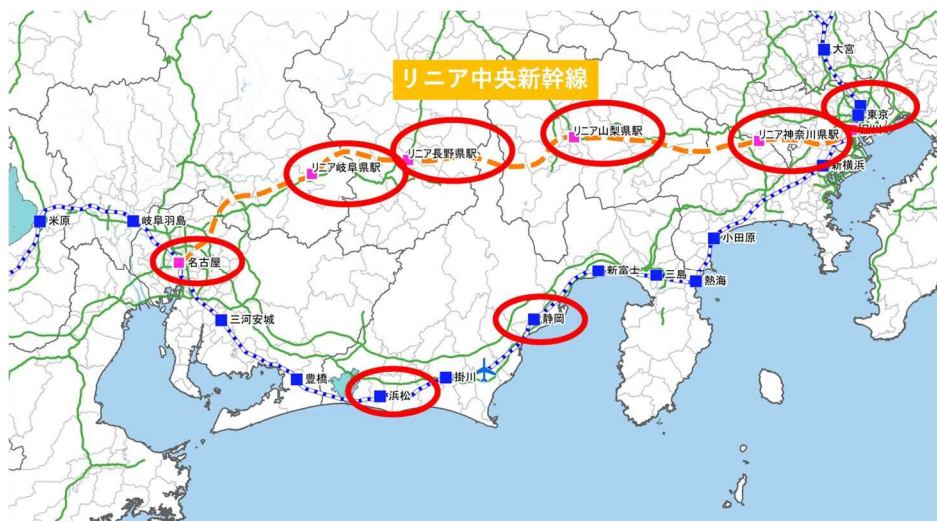 リニア中央新幹線
大宮
東京
品川
リニア神奈川県駅
リニア山梨県駅
リニア長野県駅
リニア岐阜県駅
新横浜
米原
岐阜羽島
小田原
名古屋
新富士
三島
熱海
三河安城
静岡
豊橋
浜松
掛川